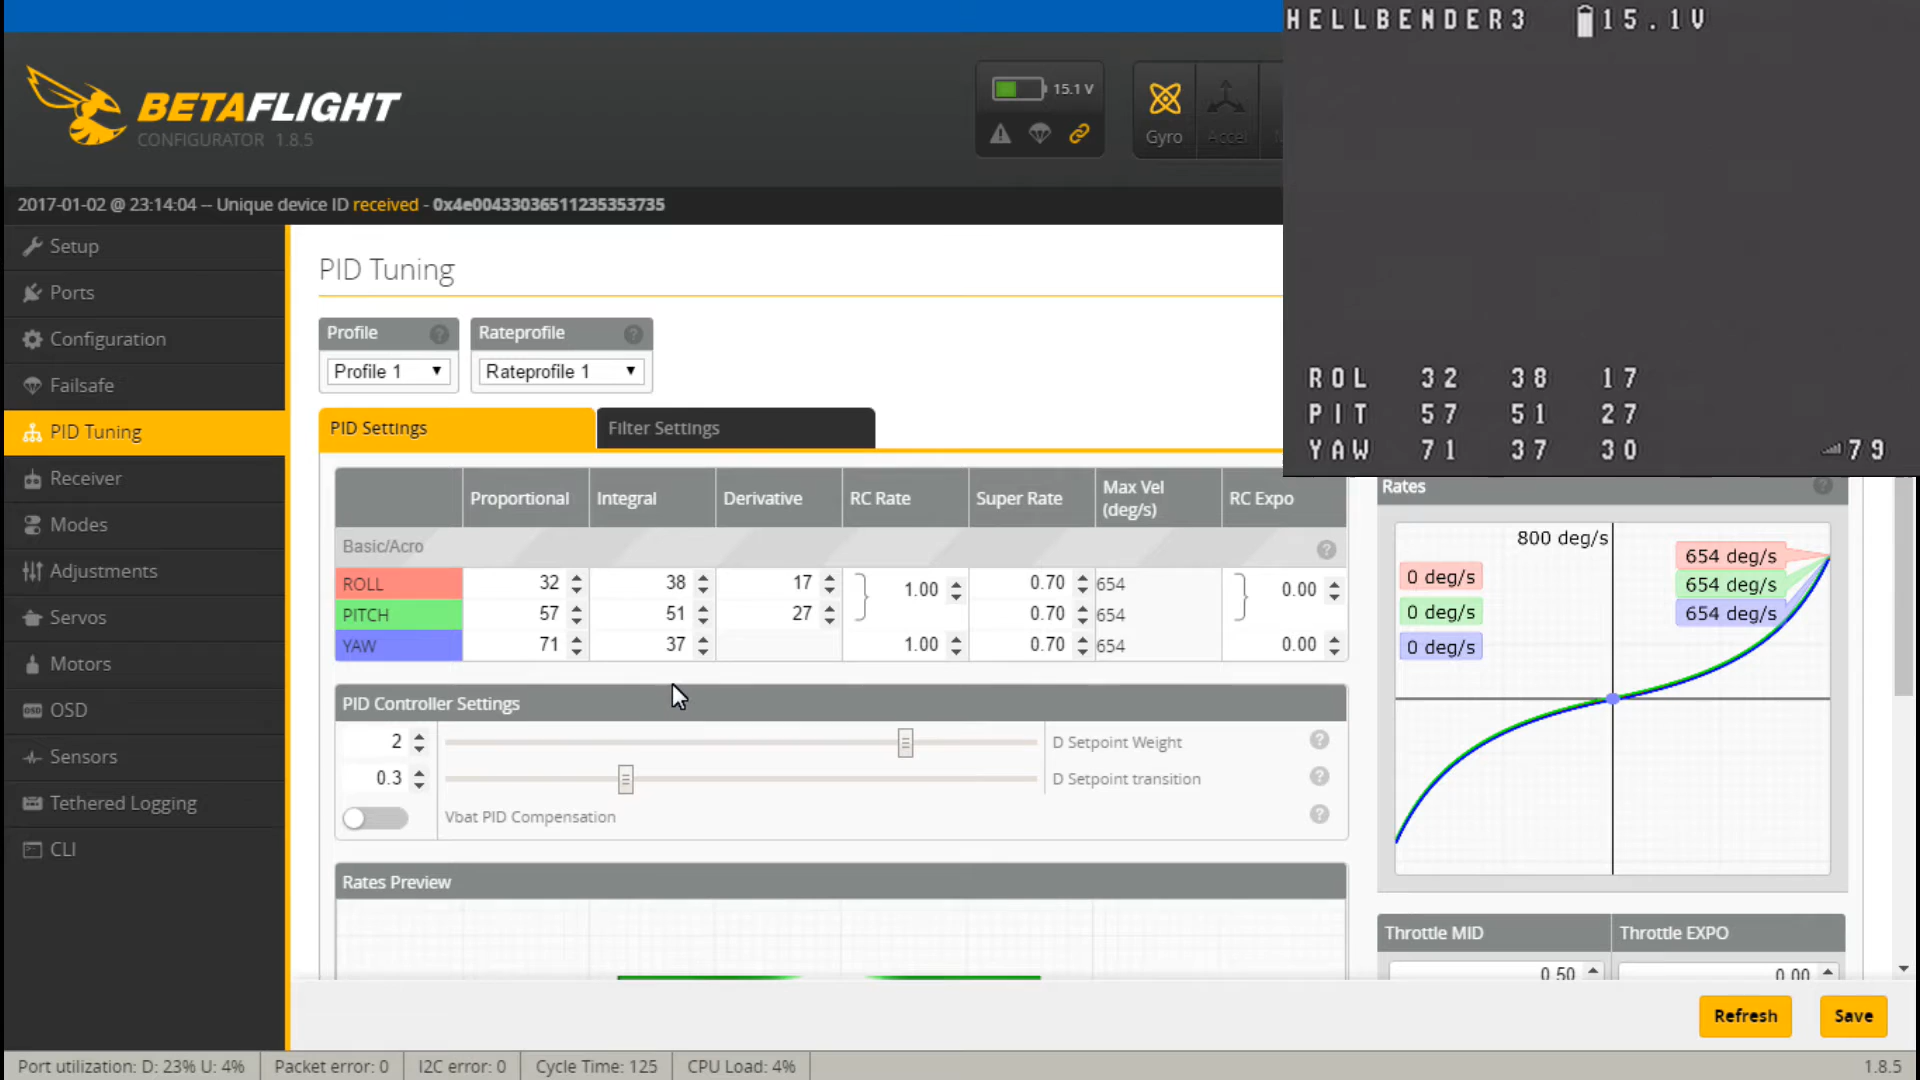 HELLBENDER3 15.1V
BETAFLIGHT
CONFIGURATOR 1.8.5
15.1 V
Gyro
Accel
2017-01-02 @ 23:14:04 -- Unique device ID received - 0x4e00433036511235353735
Setup
Ports
Configuration
Failsafe
PID Tuning
Receiver
Modes
Adjustments
Servos
Motors
OSD
Sensors
Tethered Logging
CLI
PID Tuning
Profile
Rateprofile
Profile 1
Rateprofile 1
PID Settings
Filter Settings
ROL 32 38 17
PIT 57 51 27
YAW 71 37 30 79
Proportional Integral Derivative RC Rate Super Rate Max Vel (deg/s) RC Expo
Basic/Acro
ROLL 32 38 17 1.00 0.70 654 0.00
PITCH 57 51 27 0.70 654
YAW 71 37 1.00 0.70 654 0.00
PID Controller Settings
2 D Setpoint Weight
0.3 D Setpoint transition
Vbat PID Compensation
Rates Preview
Rates
800 deg/s
654 deg/s
654 deg/s
654 deg/s
0 deg/s
0 deg/s
0 deg/s
Throttle MID Throttle EXPO
0.50 0.00
Refresh Save
Port utilization: D: 23% U: 4% Packet error: 0 I2C error: 0 Cycle Time: 125 CPU Load: 4% 1.8.5